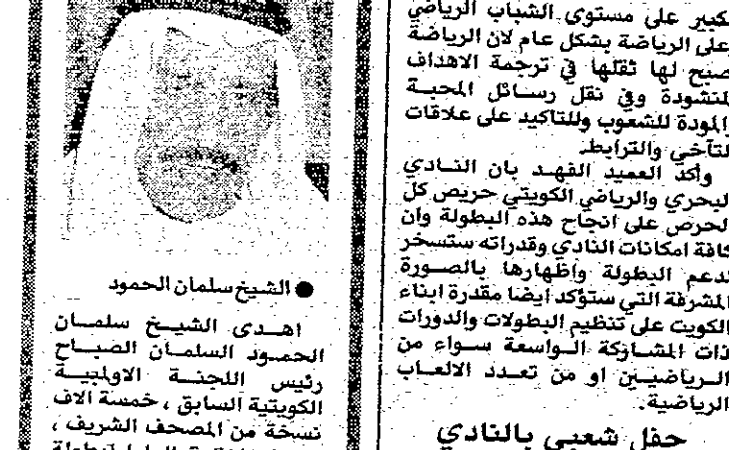 لكبير على مستوى الشباب الرياضي
وعلى الرياضة بشكل عام لان الرياضة
صبح لها ثقلها في ترجمة الاهداف
لمنشودة وفي نقل رسائل المحبة
المودة للشعوب وللتاكيد على علاقات
لتآخي والترابط.
وأكد العميد الفهد بان النادي
البحري والرياضي الكويتي حريص كل
لحرص على انجاح هذه البطولة وان
كافة امكانات النادي وقدراته ستسخر
لدعم البطولة واظهارها بالصورة
المشرفة التي ستؤكد ايضا مقدرة ابناء
الكويت على تنظيم البطولات والدورات
ذات المشاركة الواسعة سواء من
الرياضيين او من تعدد الالعاب
الرياضية.
حفل شعبي بالنادي
● الشيخ سلمان الحمود
اهدى الشيخ سلمان
الحمود السلمان الصباح
رئيس اللجنة الاولمبية
الكويتية السابق ، خمسة الاف
نسخة من المصحف الشريف ،